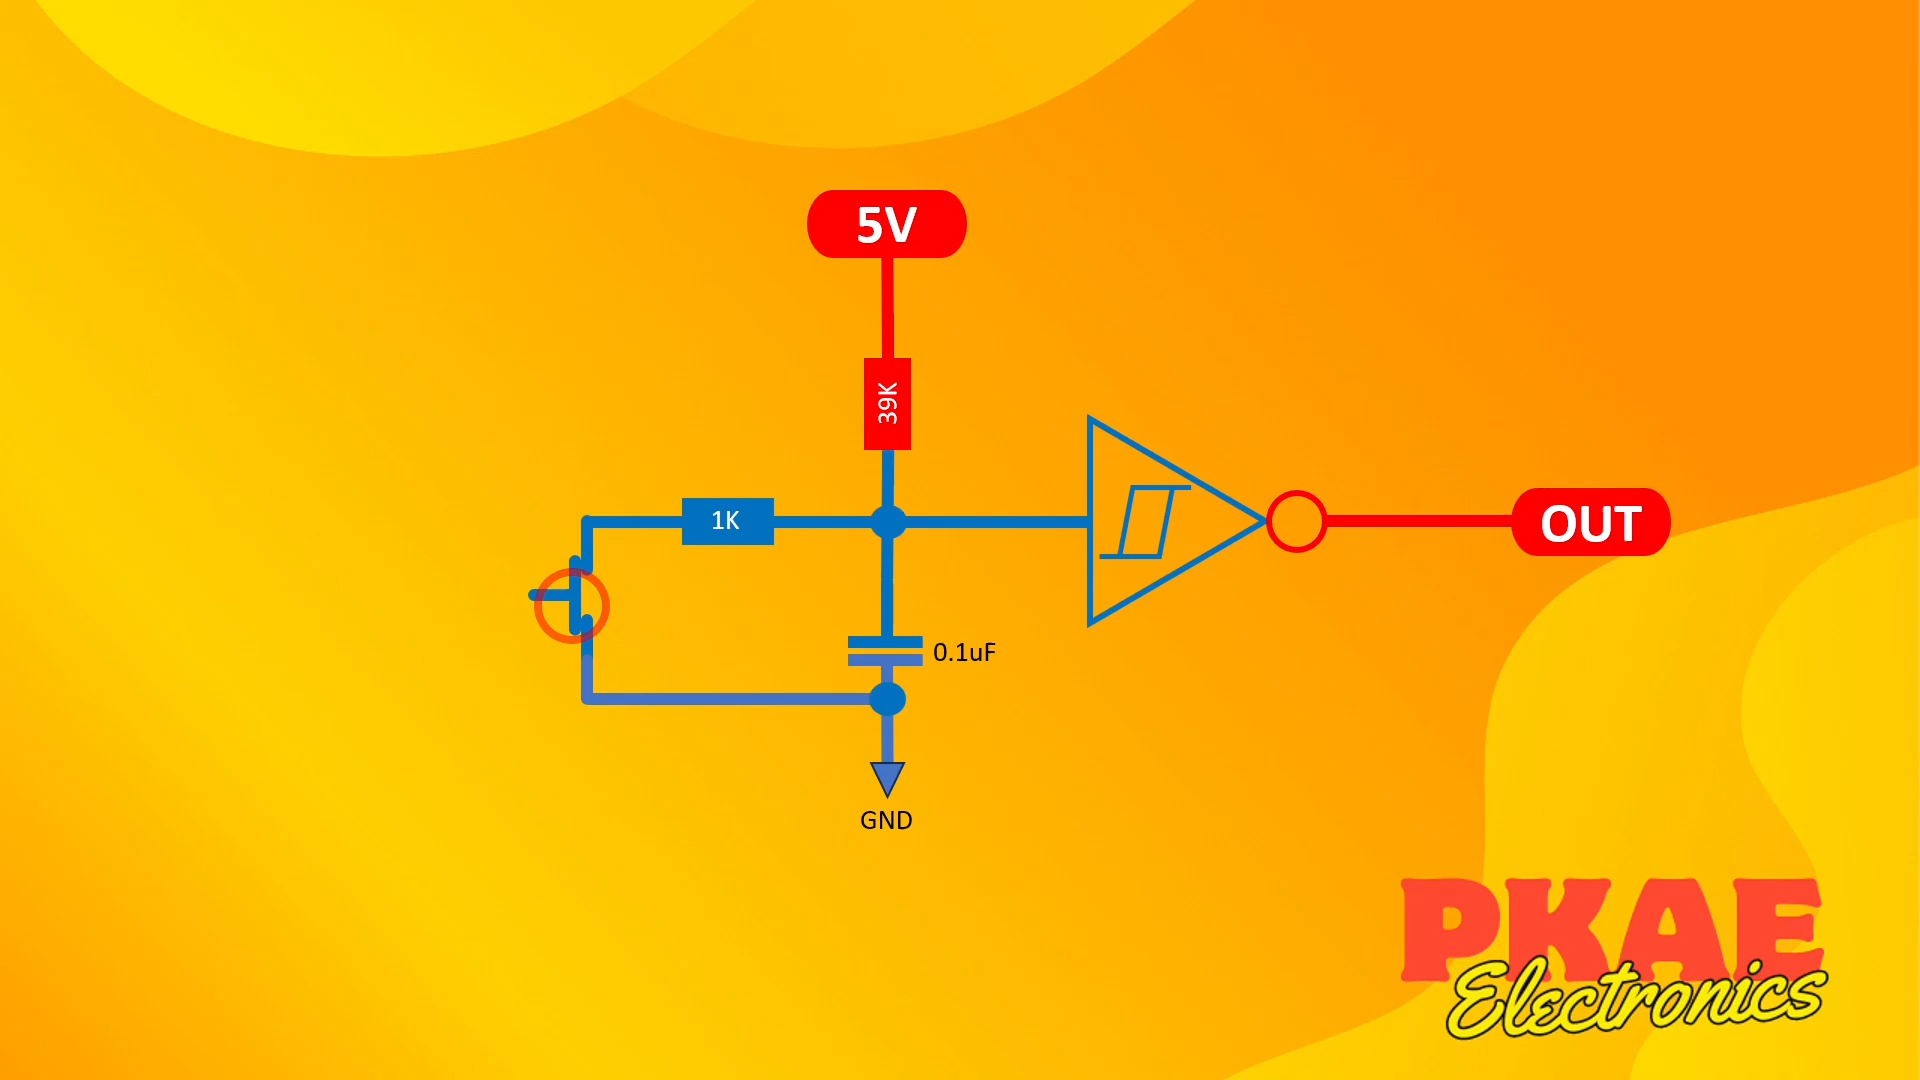 5V
39K
1K
OUT
0.1uF
GND
PKAE
Electronics